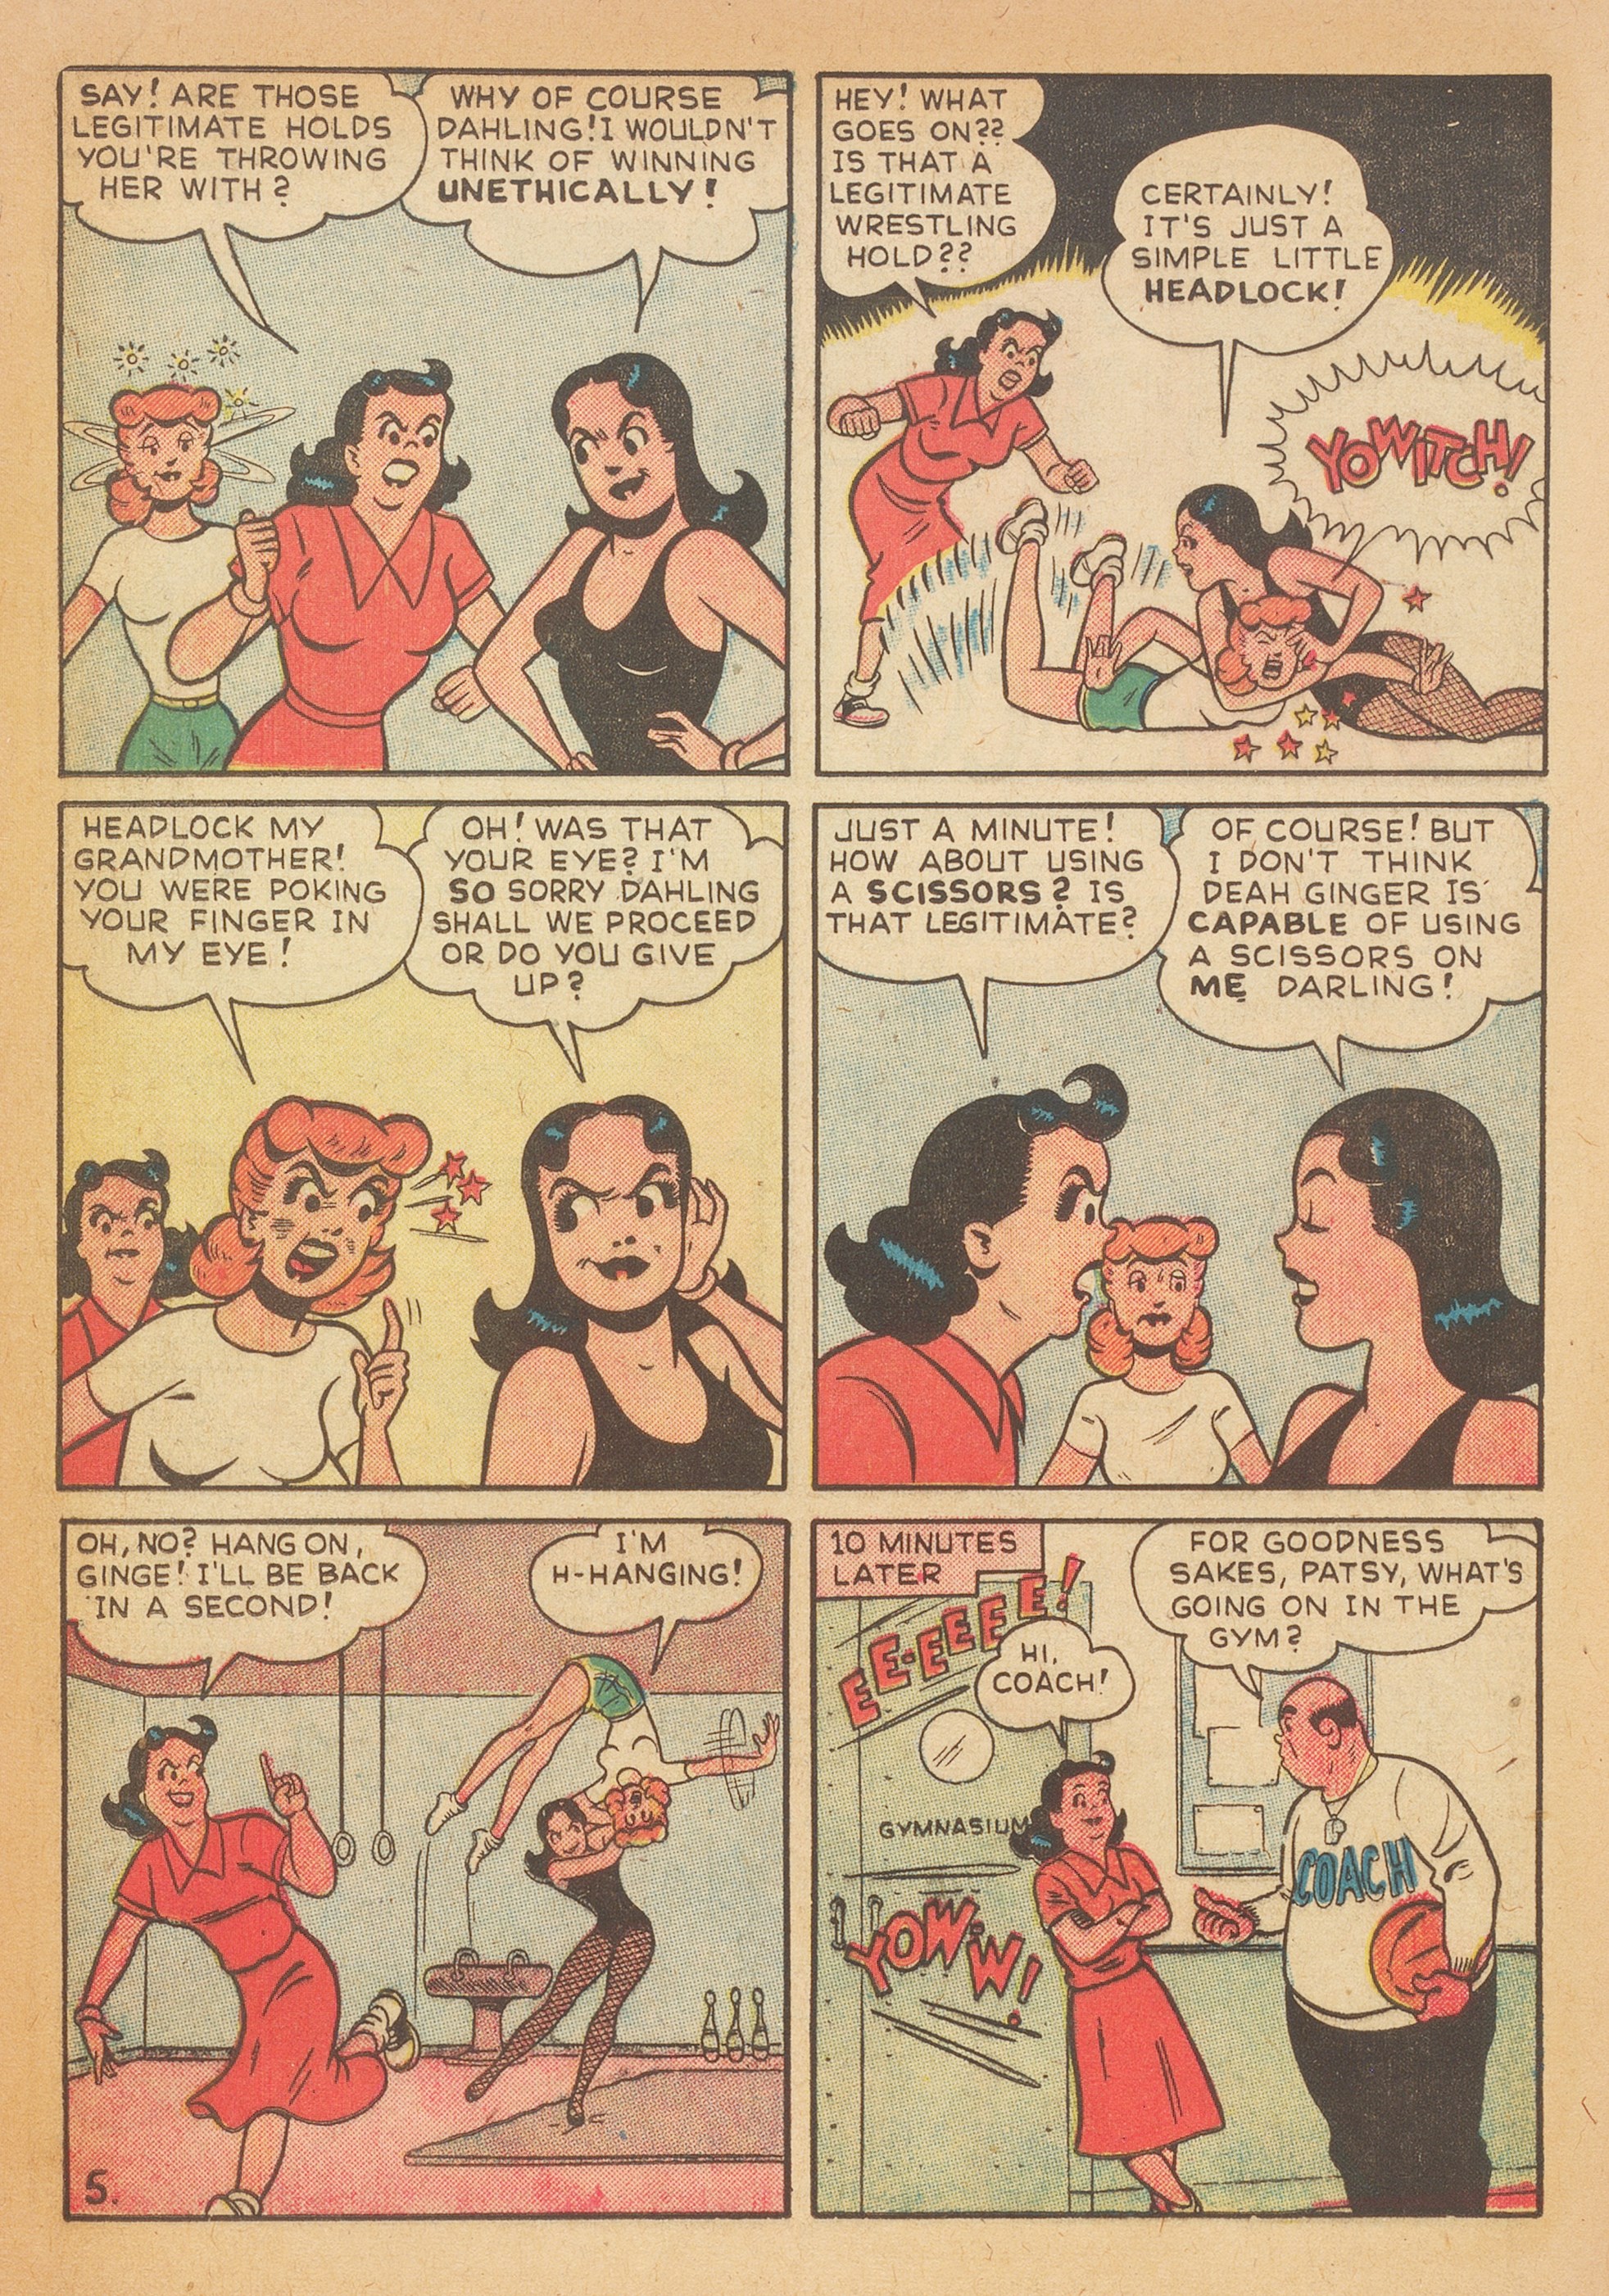 SAY! ARE THOSE
LEGITIMATE HOLDS
YOU'RE THROWING
HER WITH?
WHY OF COURSE
DAHLING! I WOULDN'T
THINK OF WINNING
UNETHICALLY!
HEY! WHAT
GOES ON??
IS THAT A
LEGITIMATE
WRESTLING
HOLD??
CERTAINLY!
IT'S JUST A
SIMPLE LITTLE
HEADLOCK!
YOWITCH!
HEADLOCK MY
GRANDMOTHER!
YOU WERE POKING
YOUR FINGER IN
MY EYE!
OH! WAS THAT
YOUR EYE? I'M
SO SORRY DAHLING
SHALL WE PROCEED
OR DO YOU GIVE
UP?
JUST A MINUTE!
HOW ABOUT USING
A SCISSORS? IS
THAT LEGITIMATE?
OF COURSE! BUT
I DON'T THINK
DEAH GINGER IS
CAPABLE OF USING
A SCISSORS ON
ME DARLING!
OH, NO? HANG ON,
GINGE! I'LL BE BACK
IN A SECOND!
I'M
H-HANGING!
5.
10 MINUTES
LATER
EE-EEEE!
HI,
COACH!
FOR GOODNESS
SAKES, PATSY, WHAT'S
GOING ON IN THE
GYM?
GYMNASIUM
COACH
YOW-W!